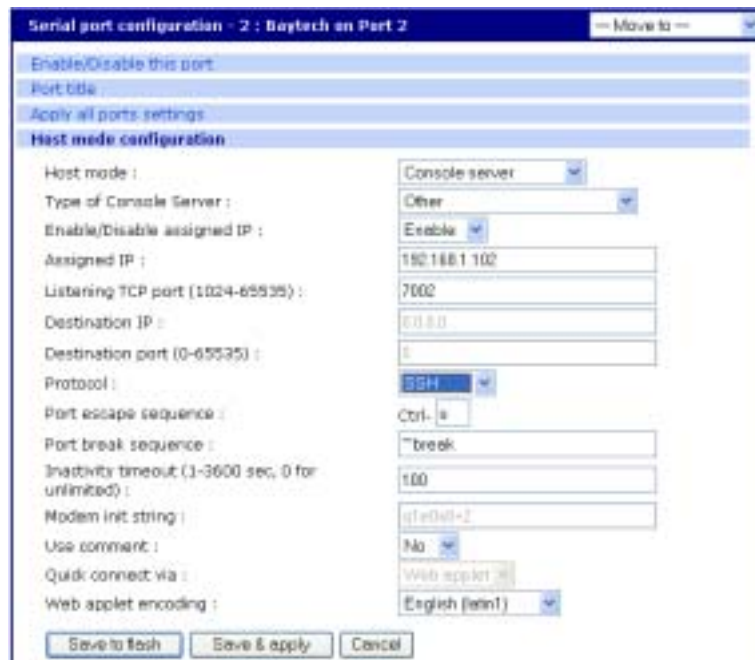 Serial port configuration - 2 : Baytech on Port 2 --- Move to ---
Enable/Disable this port
Port title
Apply all ports settings
Host mode configuration
Host mode : Console server
Type of Console Server : Other
Enable/Disable assigned IP : Enable
Assigned IP : 192.168.1.102
Listening TCP port (1024-65535) : 7002
Destination IP : 0.0.0.0
Destination port (0-65535) : 0
Protocol : SSH
Port escape sequence : Ctrl-
Port break sequence : ~break
Inactivity timeout (1-3600 sec, 0 for
unlimited) : 100
Modem init string :
Use comment : No
Quick connect via : Web applet
Web applet encoding : English (latin1)
Save to flash Save & apply Cancel